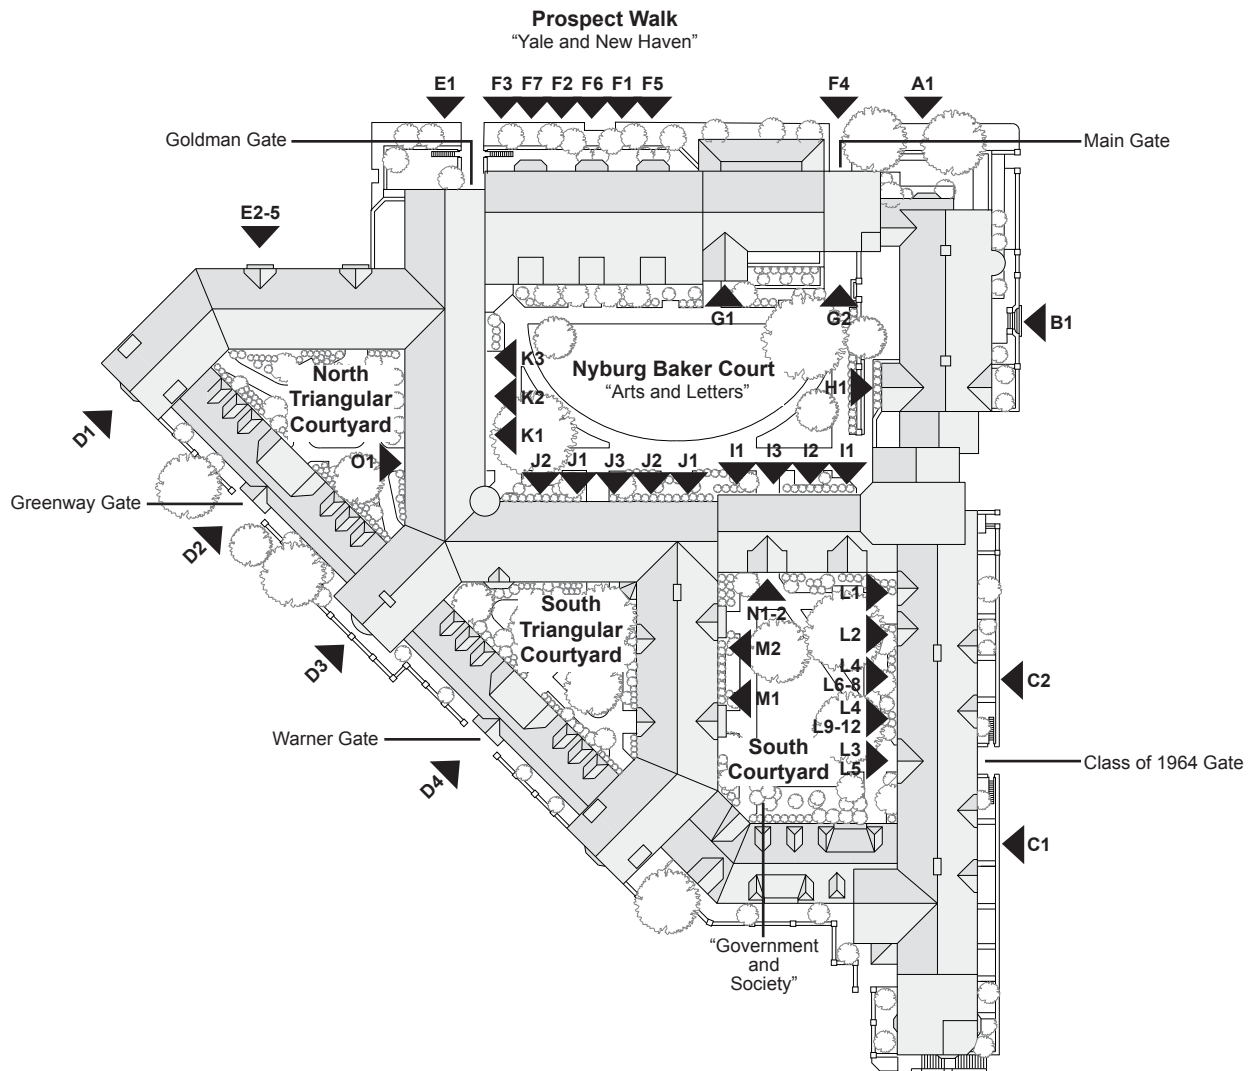 Prospect Walk
“Yale and New Haven”
E1 F3 F7 F2 F6 F1 F5 F4 A1
Goldman Gate
Main Gate
E2-5
G1 G2
B1
K3
Nyburg Baker Court
“Arts and Letters”
North
Triangular
Courtyard
H1
K2
D1
K1
O1
J2 J1 J3 J2 J1 I1 I3 I2 I1
Greenway Gate
D2
L1
N1-2
South
Triangular
Courtyard
L2
M2
D3
L4
L6-8
C2
M1
L4
L9-12
Warner Gate
South
Courtyard
L3
L5
Class of 1964 Gate
D4
C1
“Government
and
Society”